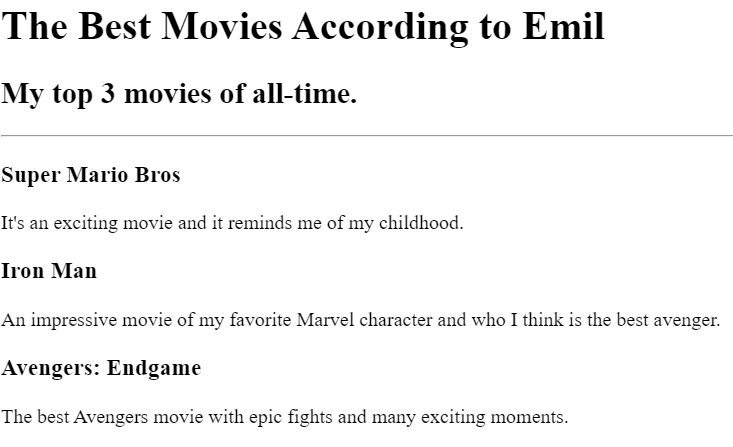 The Best Movies According to Emil
My top 3 movies of all-time.
Super Mario Bros
It's an exciting movie and it reminds me of my childhood.
Iron Man
An impressive movie of my favorite Marvel character and who I think is the best avenger.
Avengers: Endgame
The best Avengers movie with epic fights and many exciting moments.